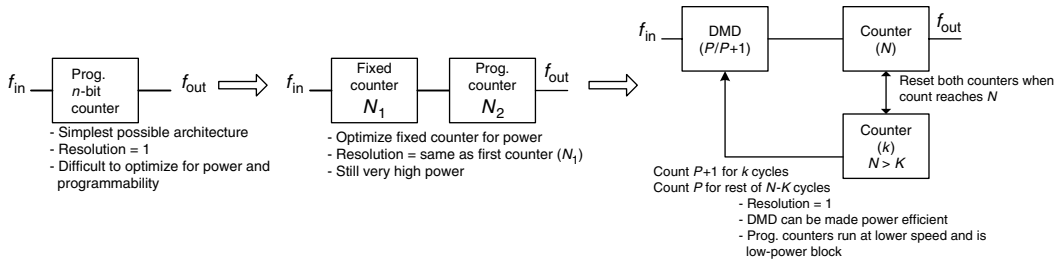 f_in
Prog.
n-bit
counter
f_out
- Simplest possible architecture
- Resolution = 1
- Difficult to optimize for power and
programmability
f_in
Fixed
counter
N_1
Prog.
counter
N_2
f_out
- Optimize fixed counter for power
- Resolution = same as first counter (N_1)
- Still very high power
f_in
DMD
(P/P+1)
Counter
(N)
f_out
Reset both counters when
count reaches N
Counter
(k)
N > K
Count P+1 for k cycles
Count P for rest of N-K cycles
- Resolution = 1
- DMD can be made power efficient
- Prog. counters run at lower speed and is
low-power block